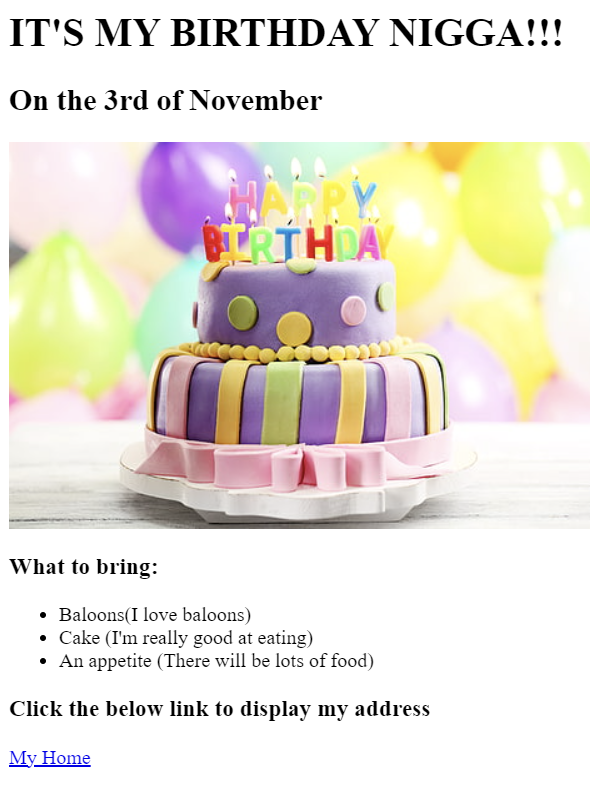 IT'S MY BIRTHDAY NIGGA!!!
On the 3rd of November
HAPPY
BIRTHDAY
What to bring:
Baloons(I love baloons)
Cake (I'm really good at eating)
An appetite (There will be lots of food)
Click the below link to display my address
My Home